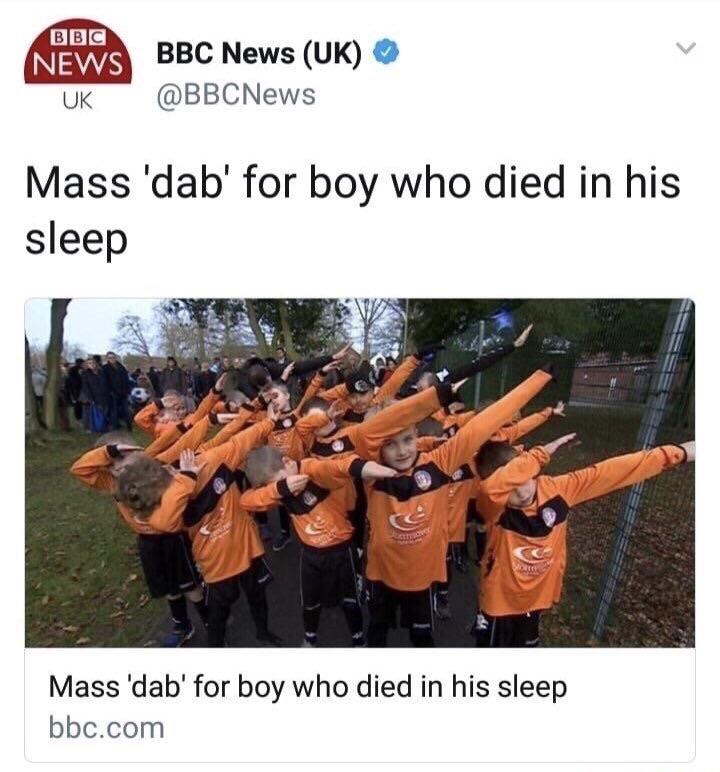 BBC
NEWS
UK
BBC News (UK)
@BBCNews
Mass 'dab' for boy who died in his
sleep
Mass 'dab' for boy who died in his sleep
bbc.com